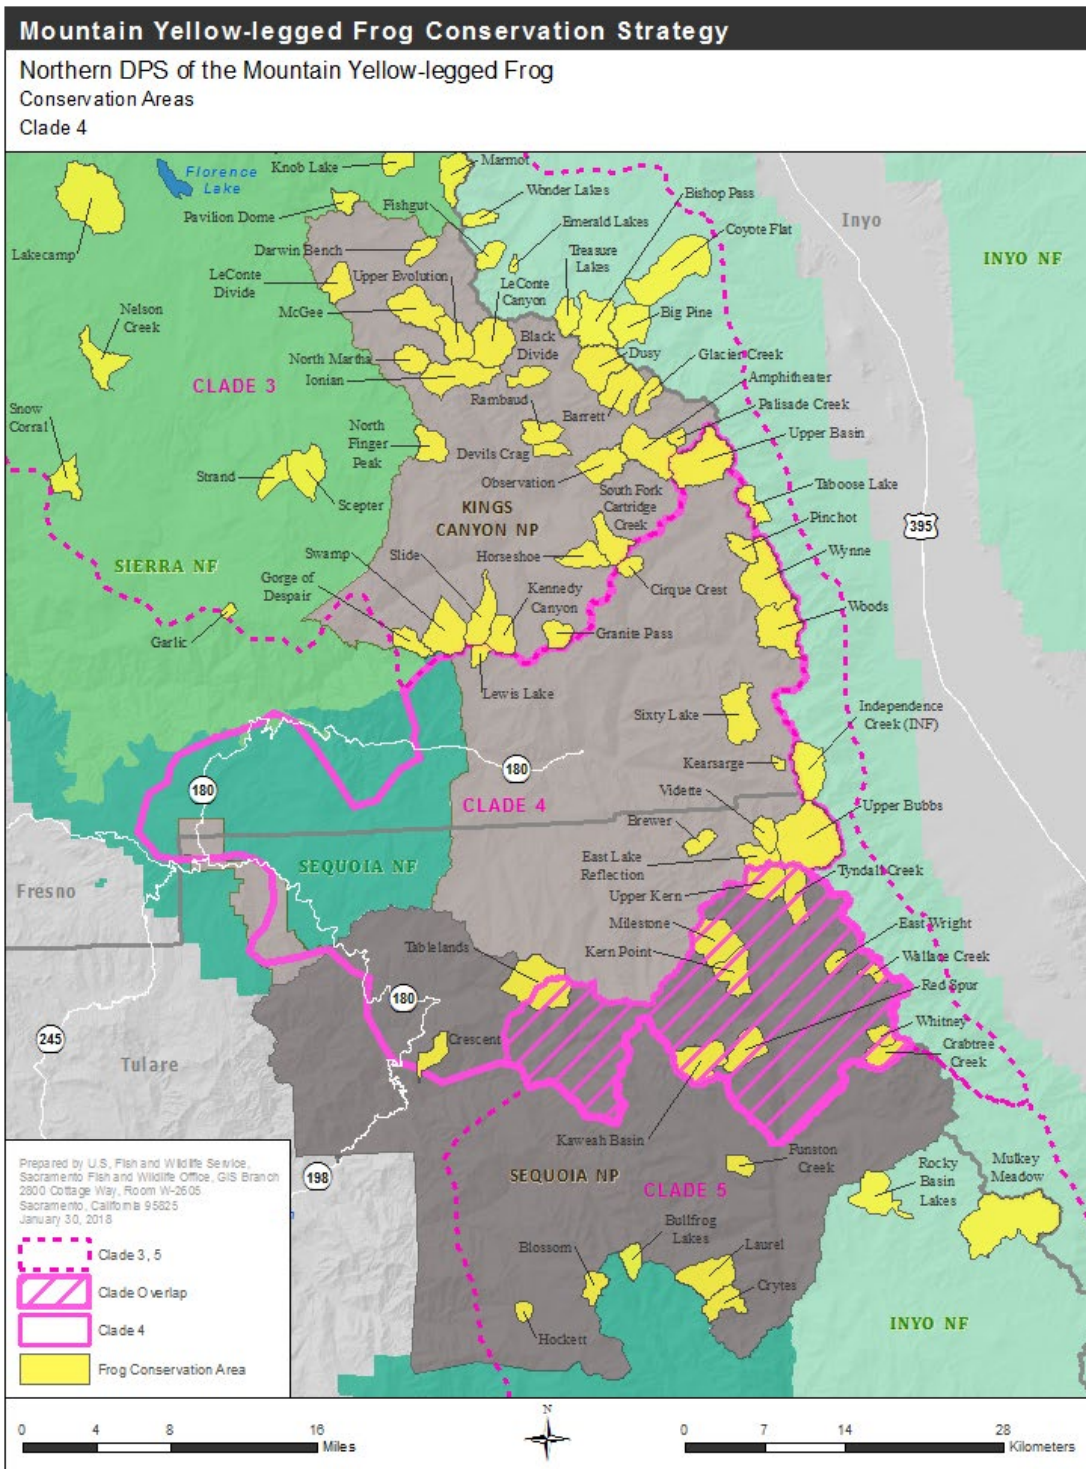 Mountain Yellow-legged Frog Conservation Strategy
Northern DPS of the Mountain Yellow-legged Frog
Conservation Areas
Clade 4
Knob Lake
Marmot
Florence
Lake
Wonder Lakes
Bishop Pass
Pavilion Dome
Fishgut
Emerald Lakes
Inyo
Coyote Flat
Lakecamp
Darwin Bench
Treasure
Lakes
INYO NF
LeConte
Divide
Upper Evolution
LeConte
Canyon
McGee
Big Pine
Nelson
Creek
Black
Divide
North Martha
Dusy
Glacier Creek
Ionian
Amphitheater
CLADE 3
Rambaud
Barrett
Palisade Creek
Snow
Corral
North
Finger
Peak
Devils Crag
Upper Basin
Strand
Observation
Taboose Lake
Scepter
South Fork
Cartridge
Creek
KINGS
CANYON NP
Pinchot
395
Swamp
Slide
Horseshoe
Wynne
SIERRA NF
Gorge of
Despair
Kennedy
Canyon
Cirque Crest
Woods
Garlic
Granite Pass
Lewis Lake
Sixty Lake
Independence
Creek (INF)
180
Kearsarge
180
CLADE 4
Vidette
Upper Bubbs
Brewer
SEQUOIA NF
East Lake
Reflection
Tyndall Creek
Fresno
Upper Kern
Milestone
East Wright
Tablelands
Kern Point
Wallace Creek
Red Spur
180
245
Crescent
Whitney
Crabtree
Creek
Tulare
Kaweah Basin
Funston
Creek
Rocky
Basin
Lakes
Mulkey
Meadow
198
SEQUOIA NP
CLADE 5
Bullfrog
Lakes
Blossom
Laurel
Crytes
Hockett
INYO NF
Prepared by U.S. Fish and Wildlife Service,
Sacramento Fish and Wildlife Office, GIS Branch
2800 Cottage Way, Room W-2605
Sacramento, California 95825
January 30, 2018
Clade 3, 5
Clade Overlap
Clade 4
Frog Conservation Area
0 4 8 16
Miles
N
0 7 14 28
Kilometers